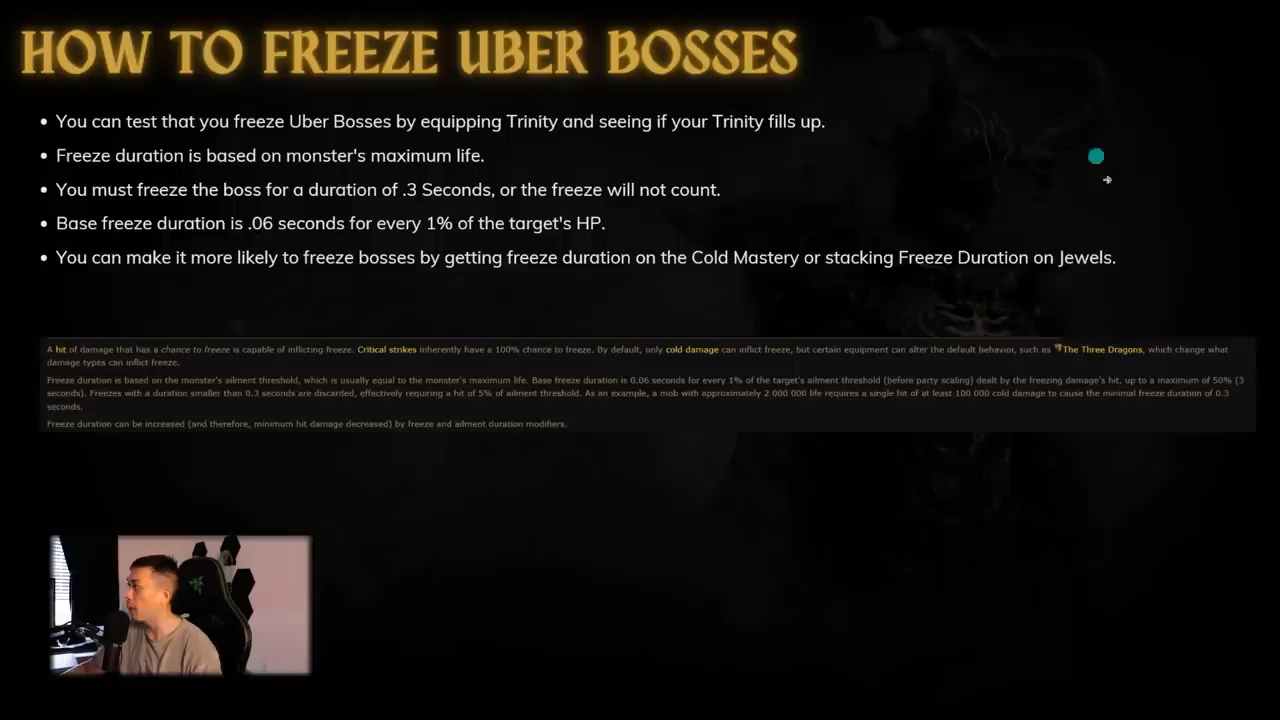 HOW TO FREEZE UBER BOSSES
• You can test that you freeze Uber Bosses by equipping Trinity and seeing if your Trinity fills up.
• Freeze duration is based on monster's maximum life.
• You must freeze the boss for a duration of .3 Seconds, or the freeze will not count.
• Base freeze duration is .06 seconds for every 1% of the target's HP.
• You can make it more likely to freeze bosses by getting freeze duration on the Cold Mastery or stacking Freeze Duration on Jewels.
A hit of damage that has a chance to freeze is capable of inflicting freeze. Critical strikes inherently have a 100% chance to freeze. By default, only cold damage can inflict freeze, but certain equipment can alter the default behavior, such as The Three Dragons, which change what
damage types can inflict freeze.
Freeze duration is based on the monster's ailment threshold, which is usually equal to the monster's maximum life. Base freeze duration is 0.06 seconds for every 1% of the target's ailment threshold (before party scaling) dealt by the freezing damage's hit, up to a maximum of 50% (3
seconds). Freezes with a duration smaller than 0.3 seconds are discarded, effectively requiring a hit of 5% of ailment threshold. As an example, a mob with approximately 2 000 000 life requires a single hit of at least 100 000 cold damage to cause the minimal freeze duration of 0.3
seconds.
Freeze duration can be increased (and therefore, minimum hit damage decreased) by freeze and ailment duration modifiers.